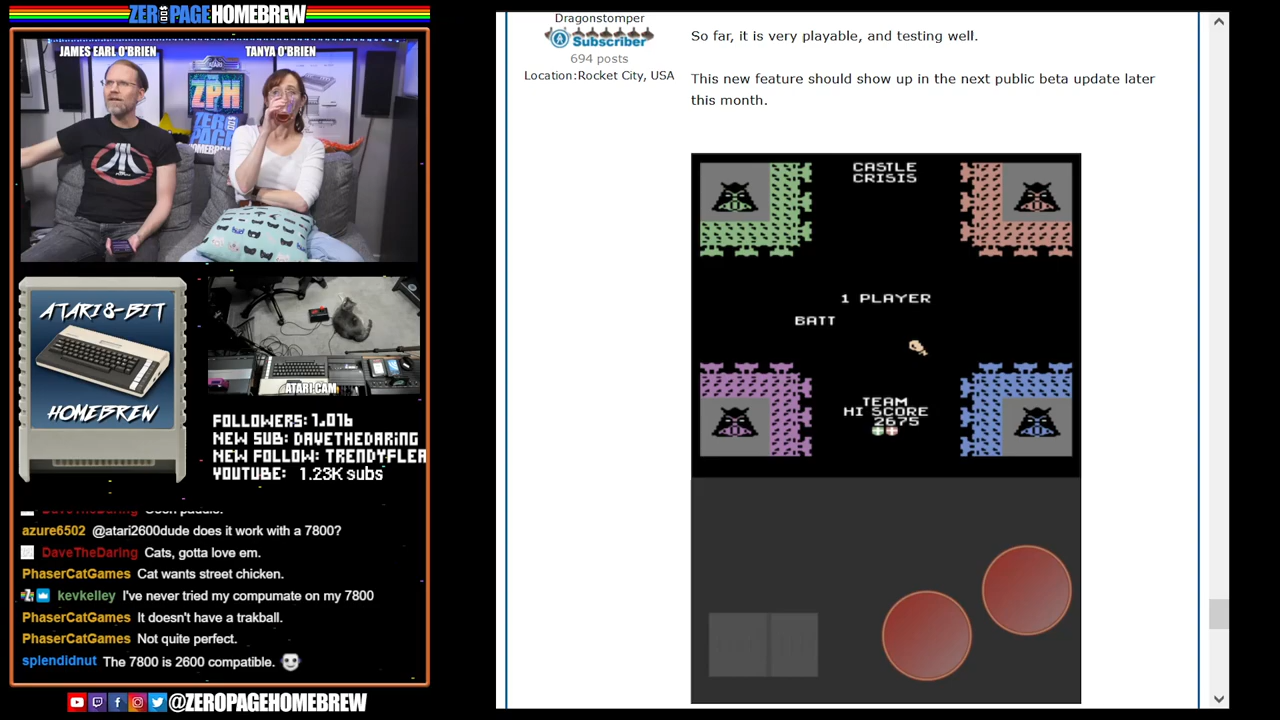 ZERO PAGE HOMEBREW
JAMES EARL O'BRIEN
TANYA O'BRIEN
ATARI
ZPH
ZERO
PAGE
ATARI 8-BIT
HOMEBREW
ATARI CAM
FOLLOWERS: 1,016
NEW SUB: DAVETHEDARING
NEW FOLLOW: TRENDYFLEA
YOUTUBE: 1.23K subs
azure6502 @atari2600dude does it work with a 7800?
DaveTheDaring Cats, gotta love em.
PhaserCatGames Cat wants street chicken.
kevkelley I've never tried my compumate on my 7800
PhaserCatGames It doesn't have a trakball.
PhaserCatGames Not quite perfect.
splendidnut The 7800 is 2600 compatible.
@ZEROPAGEHOMEBREW
Dragonstomper
Subscriber
694 posts
Location:Rocket City, USA
So far, it is very playable, and testing well.
This new feature should show up in the next public beta update later
this month.
CASTLE
CRISIS
1 PLAYER
BATT
TEAM
HI SCORE
2675